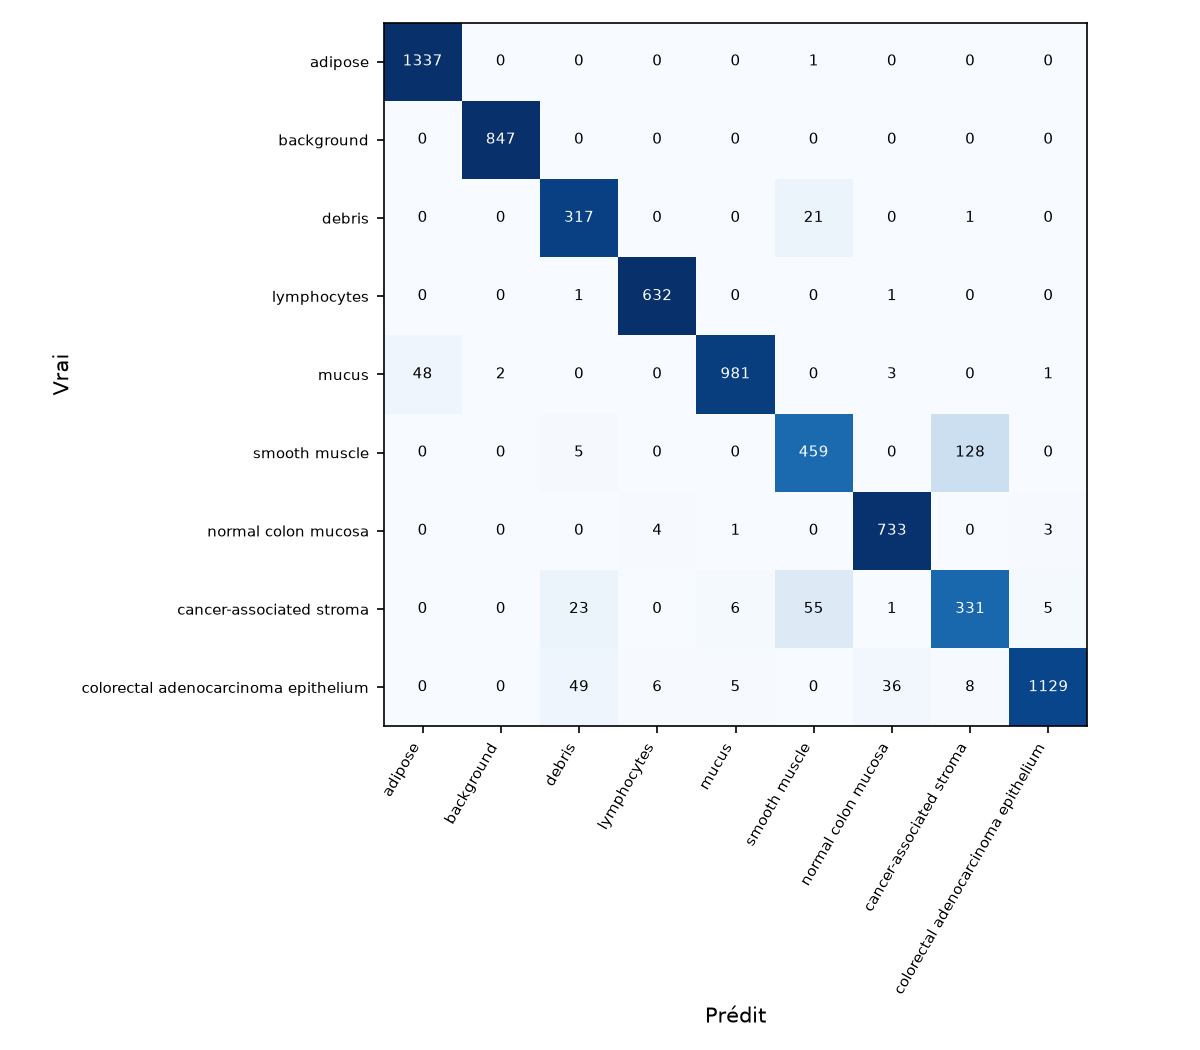 adipose 1337 0 0 0 0 1 0 0 0
background 0 847 0 0 0 0 0 0 0
debris 0 0 317 0 0 21 0 1 0
lymphocytes 0 0 1 632 0 0 1 0 0
mucus 48 2 0 0 981 0 3 0 1
smooth muscle 0 0 5 0 0 459 0 128 0
normal colon mucosa 0 0 0 4 1 0 733 0 3
cancer-associated stroma 0 0 23 0 6 55 1 331 5
colorectal adenocarcinoma epithelium 0 0 49 6 5 0 36 8 1129
Vrai
adipose
background
debris
lymphocytes
mucus
smooth muscle
normal colon mucosa
cancer-associated stroma
colorectal adenocarcinoma epithelium
Prédit